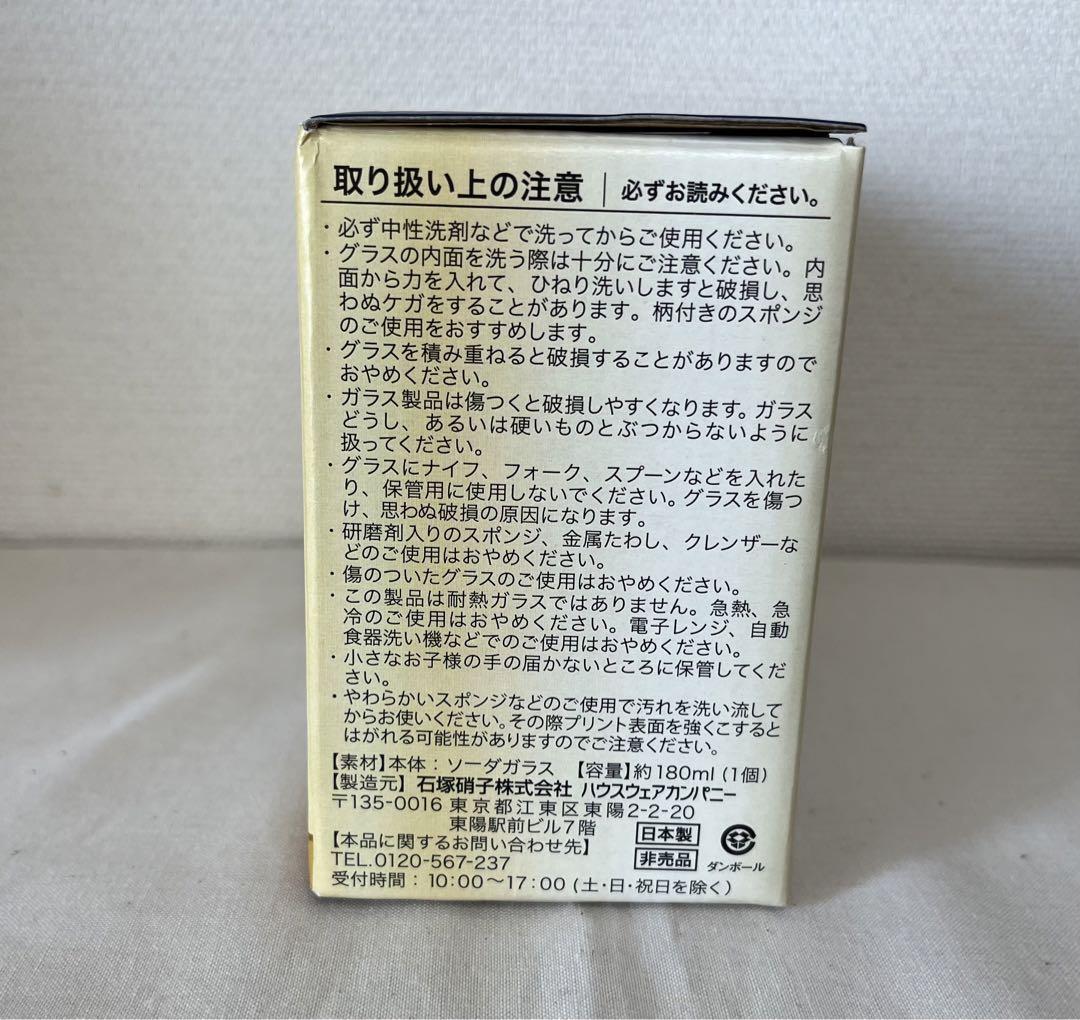 取り扱い上の注意｜必ずお読みください。
・必ず中性洗剤などで洗ってからご使用ください。
・グラスの内面を洗う際は十分にご注意ください。内
面から力を入れて、ひねり洗いしますと破損し、思
わぬケガをすることがあります。柄付きのスポンジ
のご使用をおすすめします。
・グラスを積み重ねると破損することがありますので
おやめください。
・ガラス製品は傷つくと破損しやすくなります。ガラス
どうし、あるいは硬いものとぶつからないように
扱ってください。
・グラスにナイフ、フォーク、スプーンなどを入れた
り、保管用に使用しないでください。グラスを傷つ
け、思わぬ破損の原因になります。
・研磨剤入りのスポンジ、金属たわし、クレンザーな
どのご使用はおやめください。
・傷のついたグラスのご使用はおやめください。
・この製品は耐熱ガラスではありません。急熱、急
冷のご使用はおやめください。電子レンジ、自動
食器洗い機などでのご使用はおやめください。
・小さなお子様の手の届かないところに保管してくだ
さい。
・やわらかいスポンジなどのご使用で汚れを洗い流して
からお使いください。その際プリント表面を強くこすると
はがれる可能性がありますのでご注意ください。
【素材】本体：ソーダガラス 【容量】約180ml（1個）
【製造元】石塚硝子株式会社 ハウスウェアカンパニー
〒135-0016 東京都江東区東陽2-2-20
東陽駅前ビル7階
【本品に関するお問い合わせ先】
TEL.0120-567-237
受付時間：10:00〜17:00（土・日・祝日を除く）
日本製
非売品
ダンボール